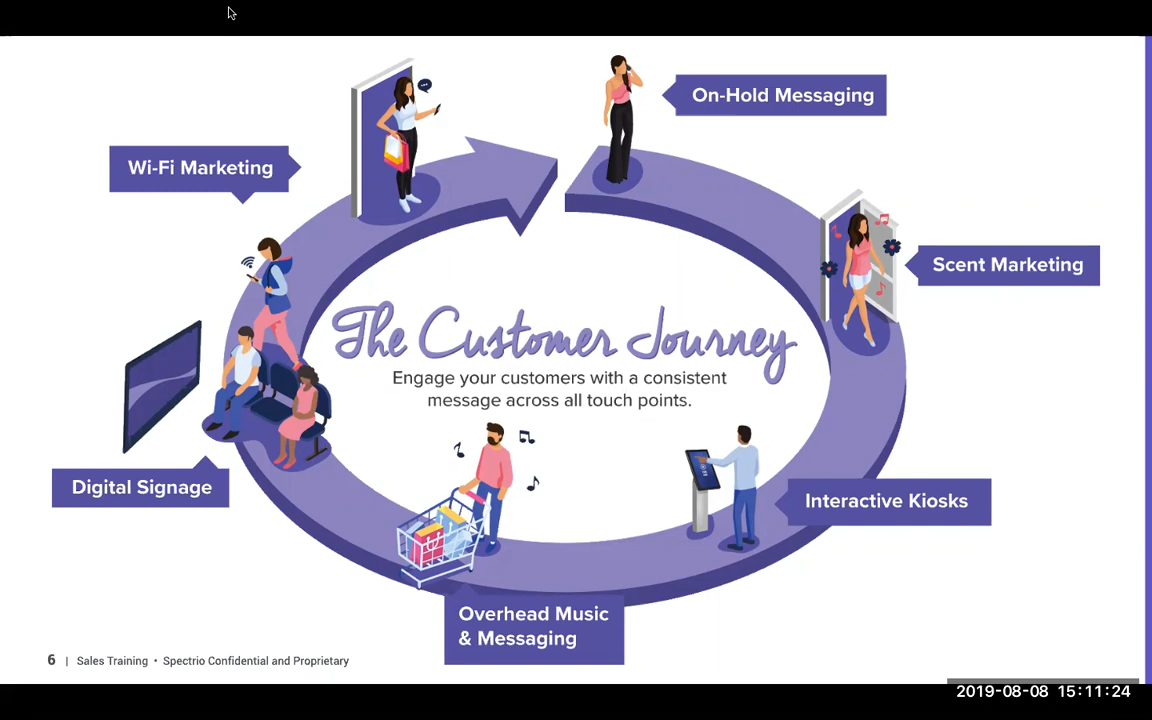 On-Hold Messaging
Wi-Fi Marketing
Scent Marketing
The Customer Journey
Engage your customers with a consistent
message across all touch points.
Digital Signage
Interactive Kiosks
Overhead Music
& Messaging
6 | Sales Training • Spectrio Confidential and Proprietary
2019-08-08 15:11:24